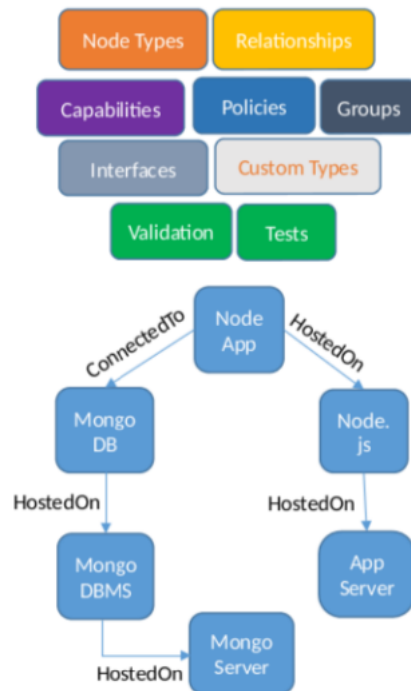 Node Types
Relationships
Capabilities
Policies
Groups
Interfaces
Custom Types
Validation
Tests
Node
App
ConnectedTo
HostedOn
Mongo
DB
Node.
js
HostedOn
HostedOn
Mongo
DBMS
App
Server
HostedOn
Mongo
Server